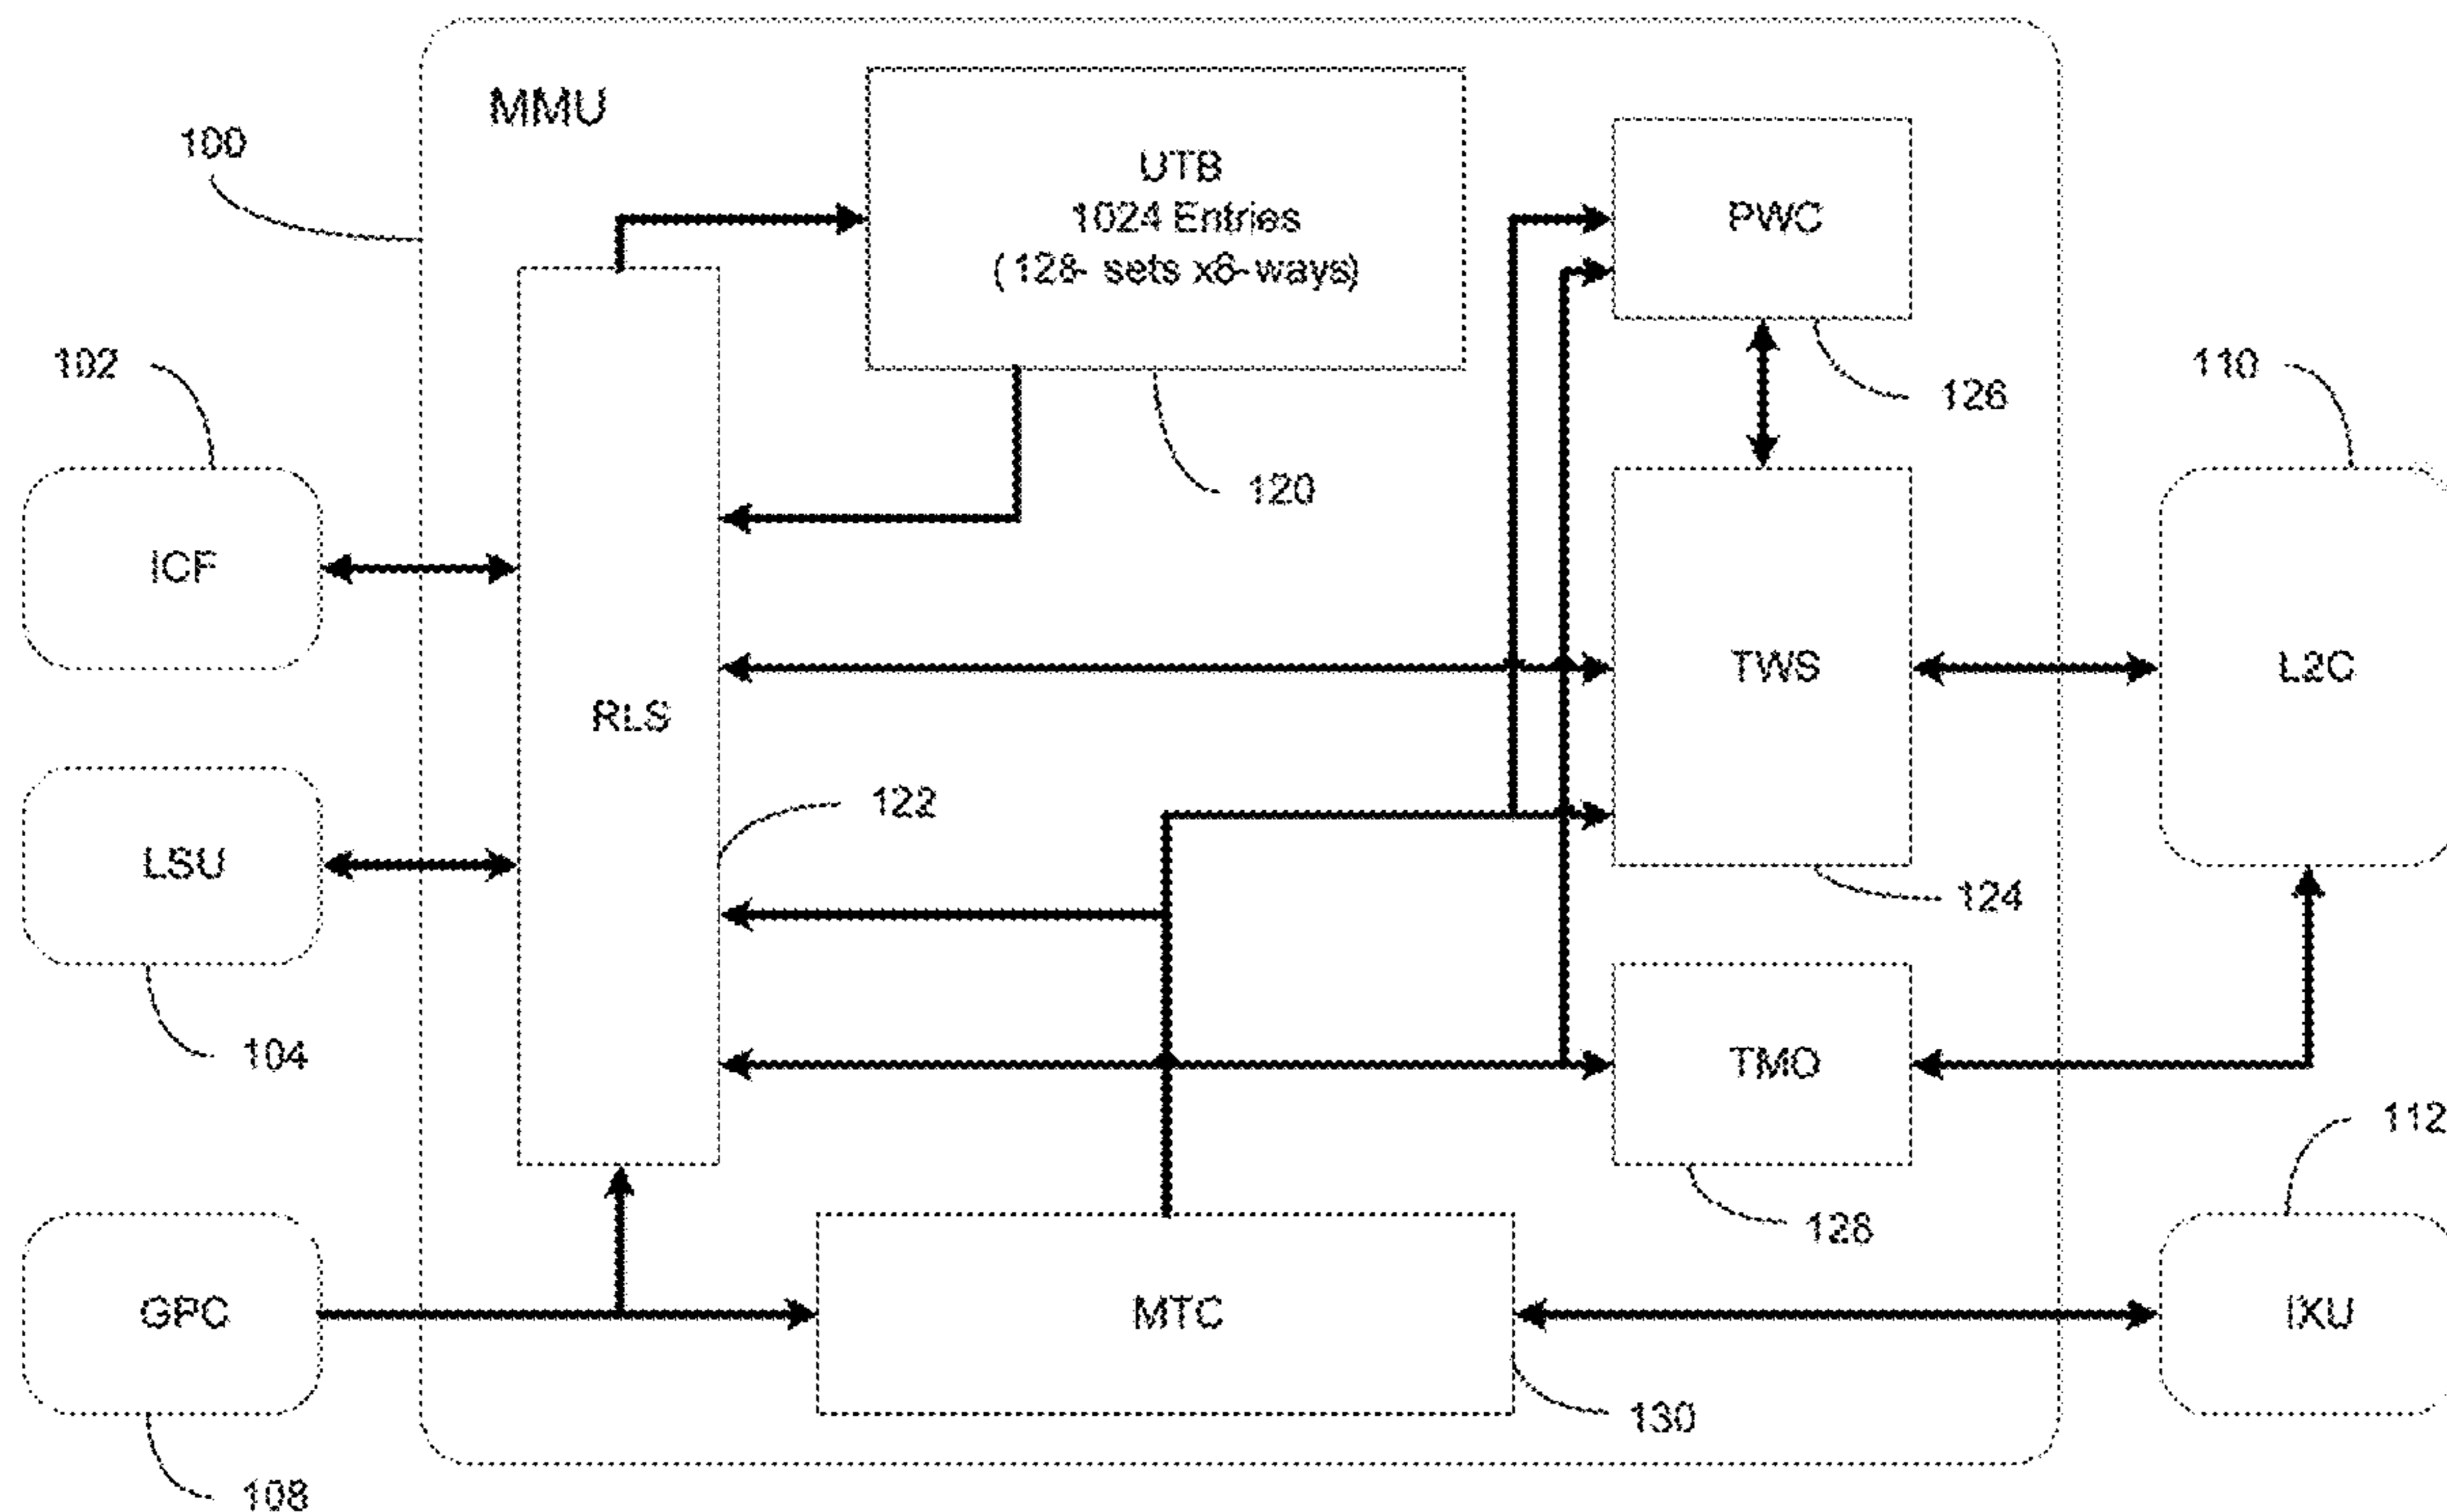 MMU
100
UTB
1024 Entries
(128- sets x8-ways)
PWC
102
126
110
120
ICF
TWS
L2C
RLS
122
LSU
124
104
TMO
112
128
GPC
MTC
IXU
130
108